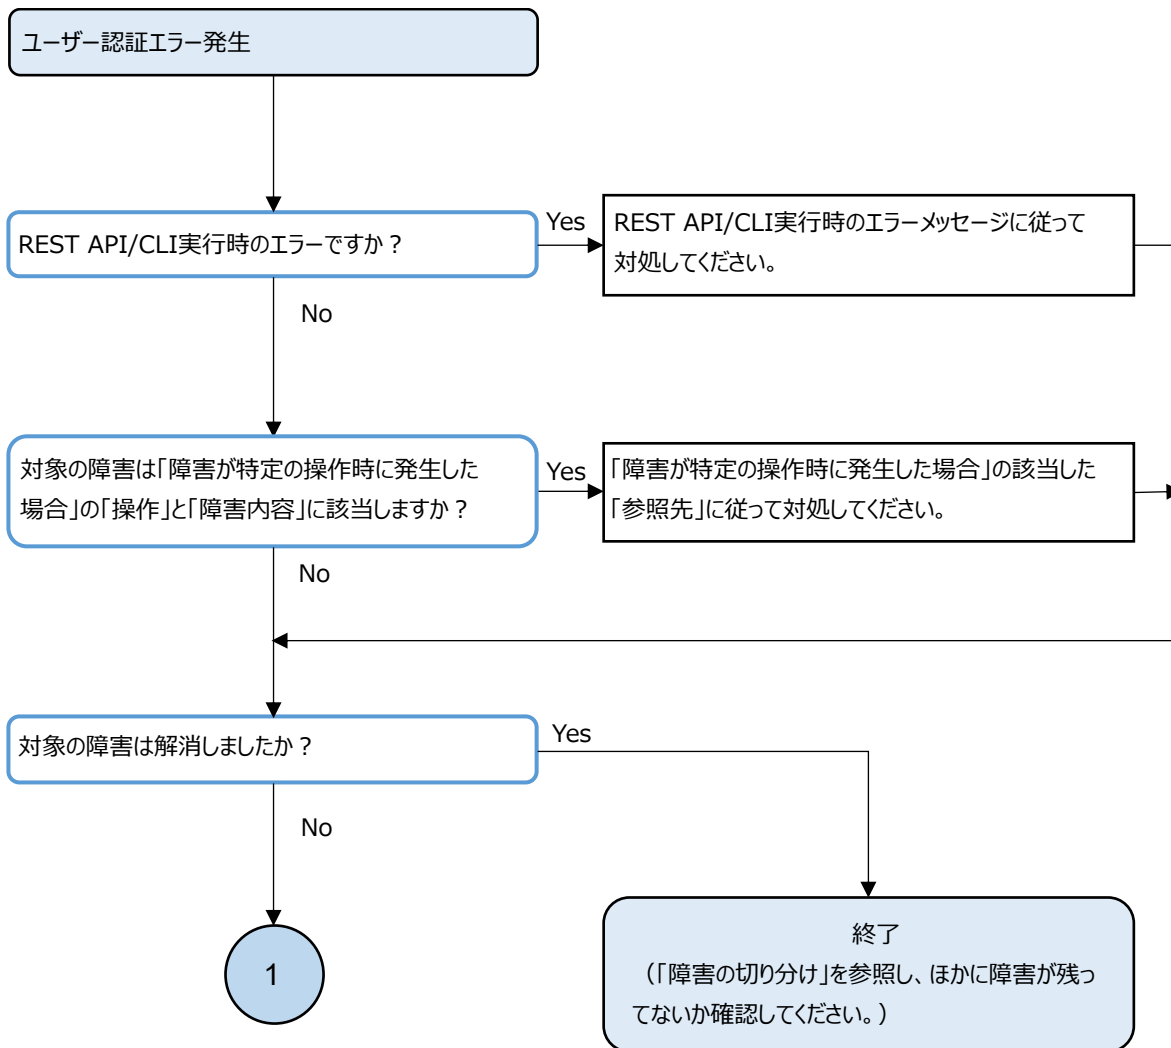 ユーザー認証エラー発生
REST API/CLI実行時のエラーですか？
Yes
REST API/CLI実行時のエラーメッセージに従って
対処してください。
No
対象の障害は「障害が特定の操作時に発生した
場合」の「操作」と「障害内容」に該当しますか？
Yes
「障害が特定の操作時に発生した場合」の該当した
「参照先」に従って対処してください。
No
対象の障害は解消しましたか？
Yes
No
1
終了
（「障害の切り分け」を参照し、ほかに障害が残っ
てないか確認してください。）